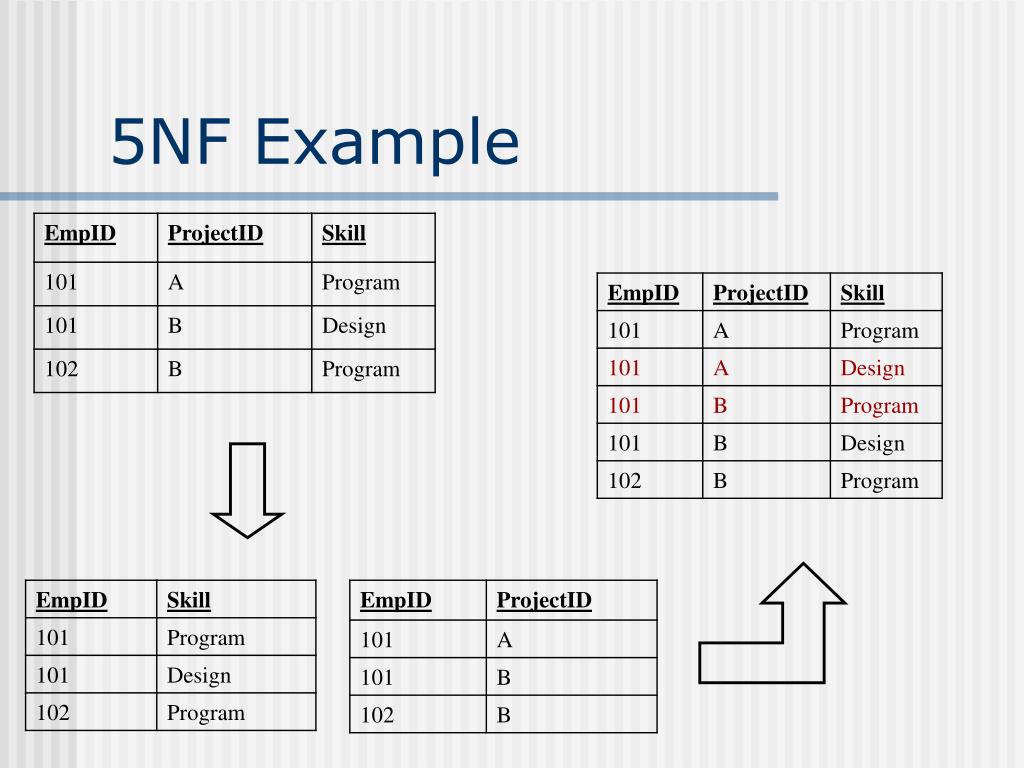 5NF Example
EmpID ProjectID Skill
101 A Program
101 B Design
102 B Program
EmpID ProjectID Skill
101 A Program
101 A Design
101 B Program
101 B Design
102 B Program
EmpID Skill
101 Program
101 Design
102 Program
EmpID ProjectID
101 A
101 B
102 B